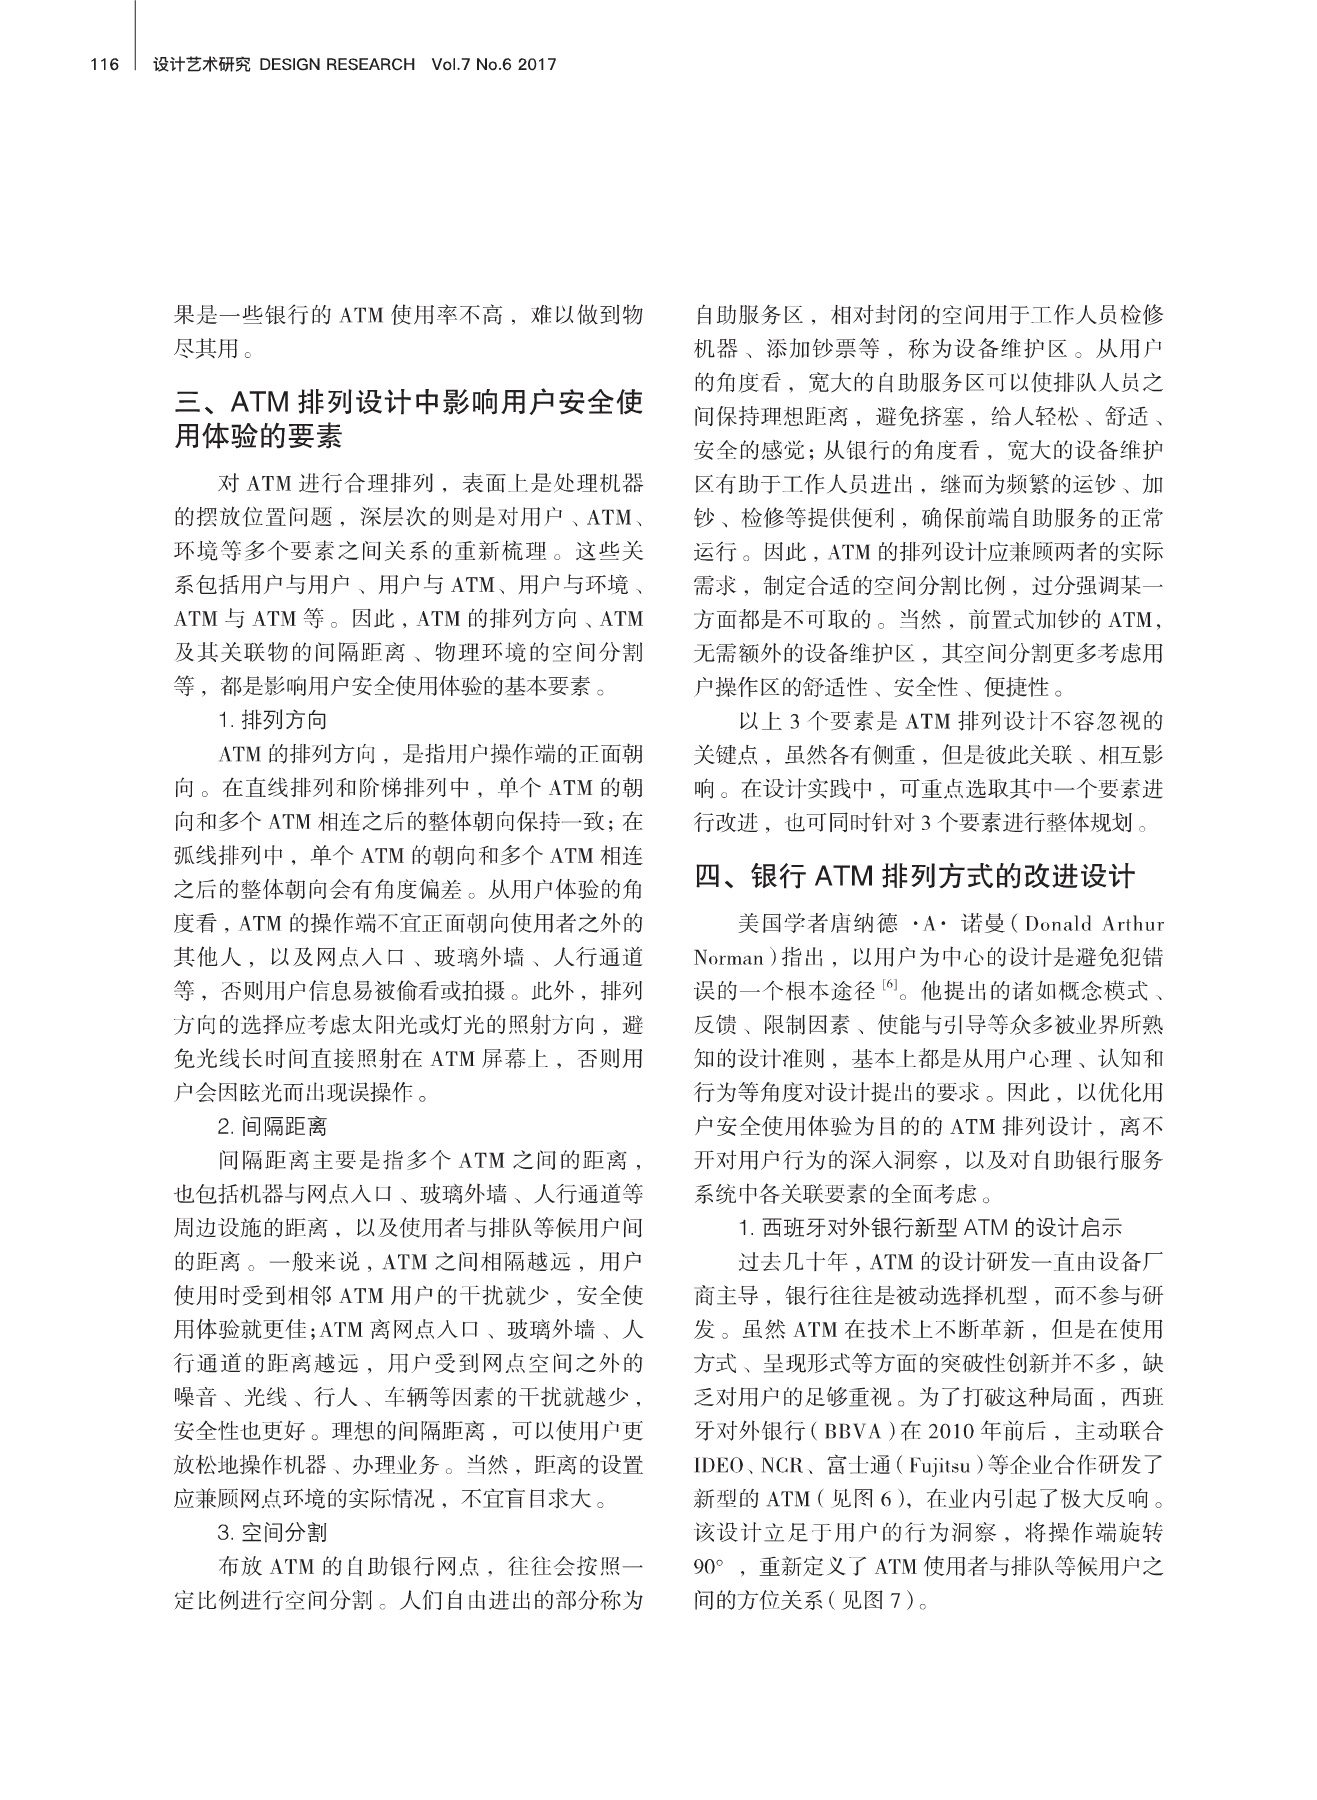 116
设计艺术研究 DESIGN RESEARCH Vol.7 No.6 2017
果是一些银行的 ATM 使用率不高，难以做到物
尽其用。
三、ATM 排列设计中影响用户安全使
用体验的要素
对 ATM 进行合理排列，表面上是处理机器
的摆放位置问题，深层次的则是对用户、ATM、
环境等多个要素之间关系的重新梳理。这些关
系包括用户与用户、用户与 ATM、用户与环境、
ATM 与 ATM 等。因此，ATM 的排列方向、ATM
及其关联物的间隔距离、物理环境的空间分割
等，都是影响用户安全使用体验的基本要素。
1. 排列方向
ATM 的排列方向，是指用户操作端的正面朝
向。在直线排列和阶梯排列中，单个 ATM 的朝
向和多个 ATM 相连之后的整体朝向保持一致；在
弧线排列中，单个 ATM 的朝向和多个 ATM 相连
之后的整体朝向会有角度偏差。从用户体验的角
度看，ATM 的操作端不宜正面朝向使用者之外的
其他人，以及网点入口、玻璃外墙、人行通道
等，否则用户信息易被偷看或拍摄。此外，排列
方向的选择应考虑太阳光或灯光的照射方向，避
免光线长时间直接照射在 ATM 屏幕上，否则用
户会因眩光而出现误操作。
2. 间隔距离
间隔距离主要是指多个 ATM 之间的距离，
也包括机器与网点入口、玻璃外墙、人行通道等
周边设施的距离，以及使用者与排队等候用户间
的距离。一般来说，ATM 之间相隔越远，用户
使用时受到相邻 ATM 用户的干扰就少，安全使
用体验就更佳；ATM 离网点入口、玻璃外墙、人
行通道的距离越远，用户受到网点空间之外的
噪音、光线、行人、车辆等因素的干扰就越少，
安全性也更好。理想的间隔距离，可以使用户更
放松地操作机器、办理业务。当然，距离的设置
应兼顾网点环境的实际情况，不宜盲目求大。
3. 空间分割
布放 ATM 的自助银行网点，往往会按照一
定比例进行空间分割。人们自由进出的部分称为
自助服务区，相对封闭的空间用于工作人员检修
机器、添加钞票等，称为设备维护区。从用户
的角度看，宽大的自助服务区可以使排队人员之
间保持理想距离，避免挤塞，给人轻松、舒适、
安全的感觉；从银行的角度看，宽大的设备维护
区有助于工作人员进出，继而为频繁的运钞、加
钞、检修等提供便利，确保前端自助服务的正常
运行。因此，ATM 的排列设计应兼顾两者的实际
需求，制定合适的空间分割比例，过分强调某一
方面都是不可取的。当然，前置式加钞的 ATM，
无需额外的设备维护区，其空间分割更多考虑用
户操作区的舒适性、安全性、便捷性。
以上 3 个要素是 ATM 排列设计不容忽视的
关键点，虽然各有侧重，但是彼此关联、相互影
响。在设计实践中，可重点选取其中一个要素进
行改进，也可同时针对 3 个要素进行整体规划。
四、银行 ATM 排列方式的改进设计
美国学者唐纳德 ·A· 诺曼（Donald Arthur
Norman）指出，以用户为中心的设计是避免犯错
误的一个根本途径 [6]。他提出的诸如概念模式、
反馈、限制因素、使能与引导等众多被业界所熟
知的设计准则，基本上都是从用户心理、认知和
行为等角度对设计提出的要求。因此，以优化用
户安全使用体验为目的的 ATM 排列设计，离不
开对用户行为的深入洞察，以及对自助银行服务
系统中各关联要素的全面考虑。
1. 西班牙对外银行新型 ATM 的设计启示
过去几十年，ATM 的设计研发一直由设备厂
商主导，银行往往是被动选择机型，而不参与研
发。虽然 ATM 在技术上不断革新，但是在使用
方式、呈现形式等方面的突破性创新并不多，缺
乏对用户的足够重视。为了打破这种局面，西班
牙对外银行（BBVA）在 2010 年前后，主动联合
IDEO、NCR、富士通（Fujitsu）等企业合作研发了
新型的 ATM（见图 6），在业内引起了极大反响。
该设计立足于用户的行为洞察，将操作端旋转
90°，重新定义了 ATM 使用者与排队等候用户之
间的方位关系（见图 7）。